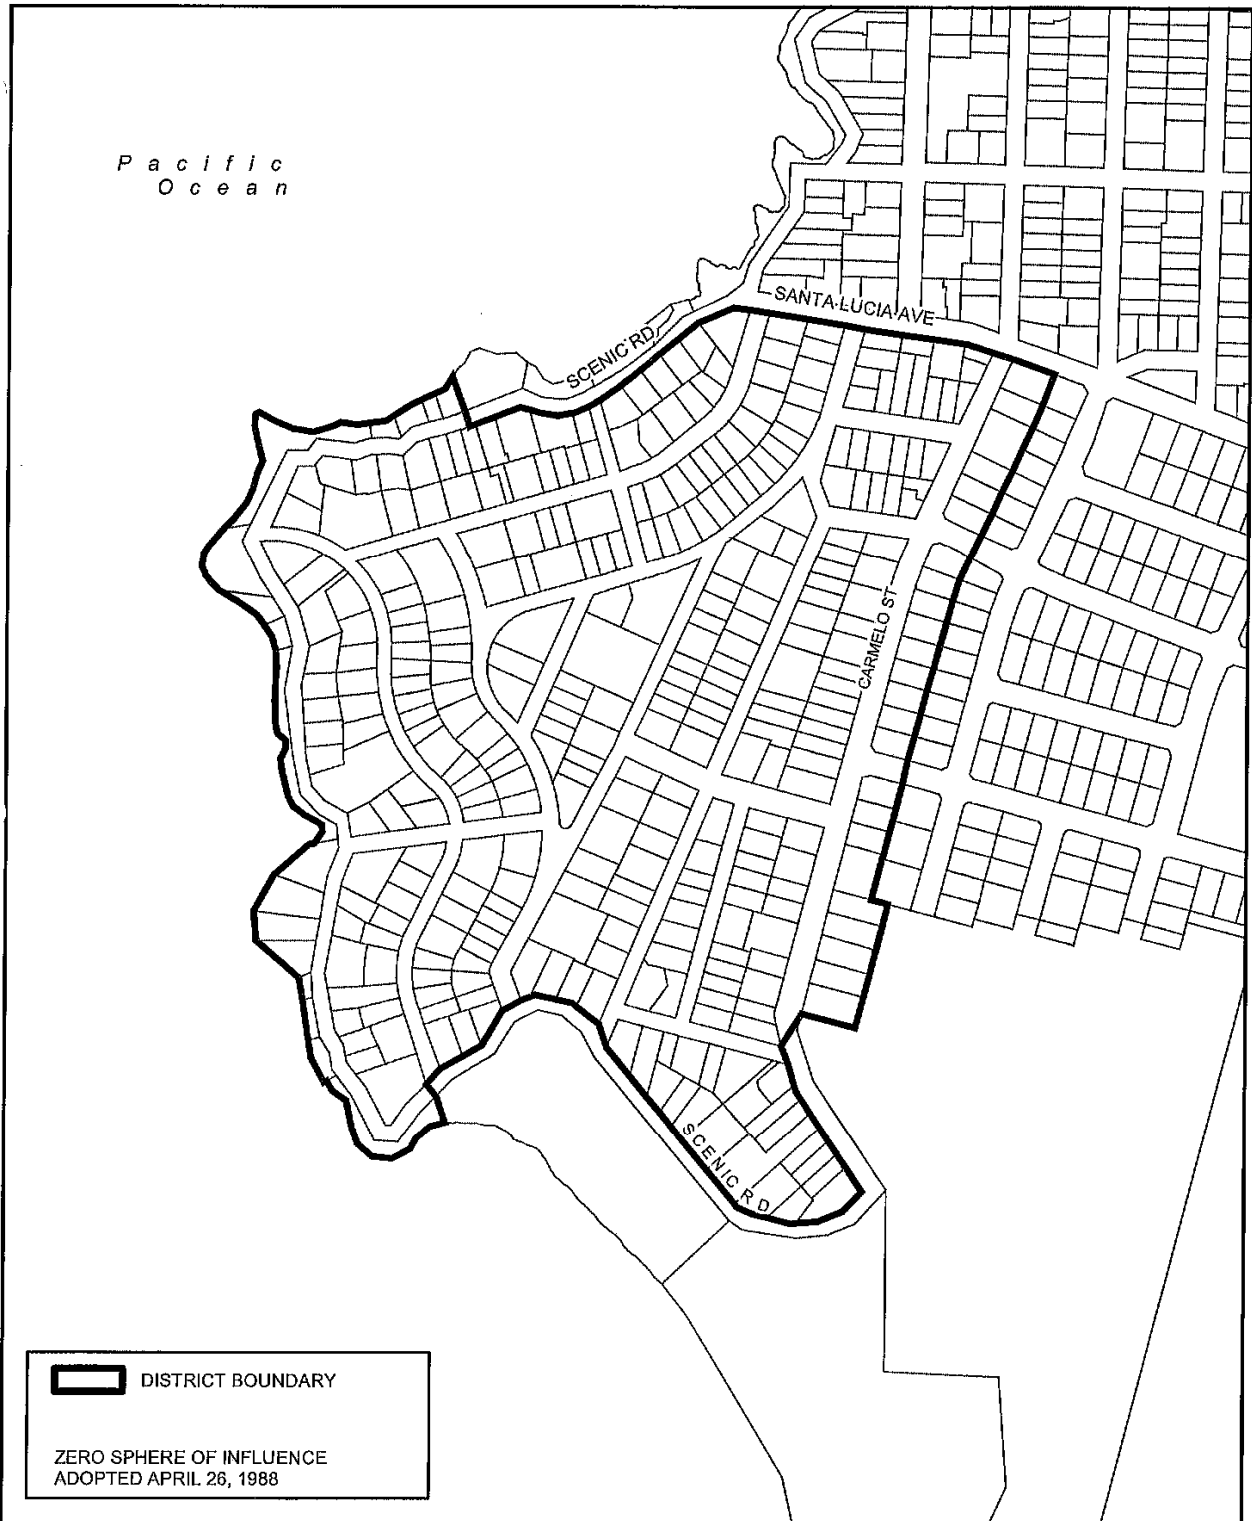 Pacific
Ocean
SANTA LUCIA AVE
SCENIC RD
CARMELO ST
SCENIC RD
DISTRICT BOUNDARY
ZERO SPHERE OF INFLUENCE
ADOPTED APRIL 26, 1988